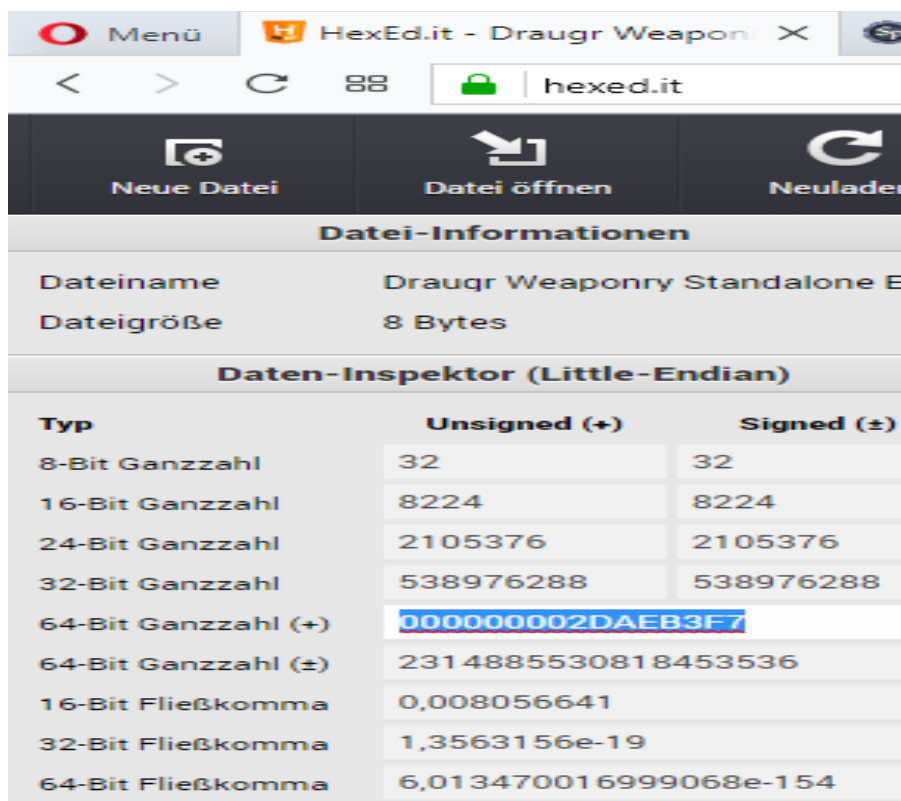 Menü HexEd.it - Draugr Weapon
hexed.it
Neue Datei Datei öffnen Neulade
Datei-Informationen
Dateiname Draugr Weaponry Standalone E
Dateigröße 8 Bytes
Daten-Inspektor (Little-Endian)
Typ Unsigned (+) Signed (±)
8-Bit Ganzzahl 32 32
16-Bit Ganzzahl 8224 8224
24-Bit Ganzzahl 2105376 2105376
32-Bit Ganzzahl 538976288 538976288
64-Bit Ganzzahl (+) 000000002DAEB3F7
64-Bit Ganzzahl (±) 2314885530818453536
16-Bit Fließkomma 0,008056641
32-Bit Fließkomma 1,3563156e-19
64-Bit Fließkomma 6,0134700169990​68e-154